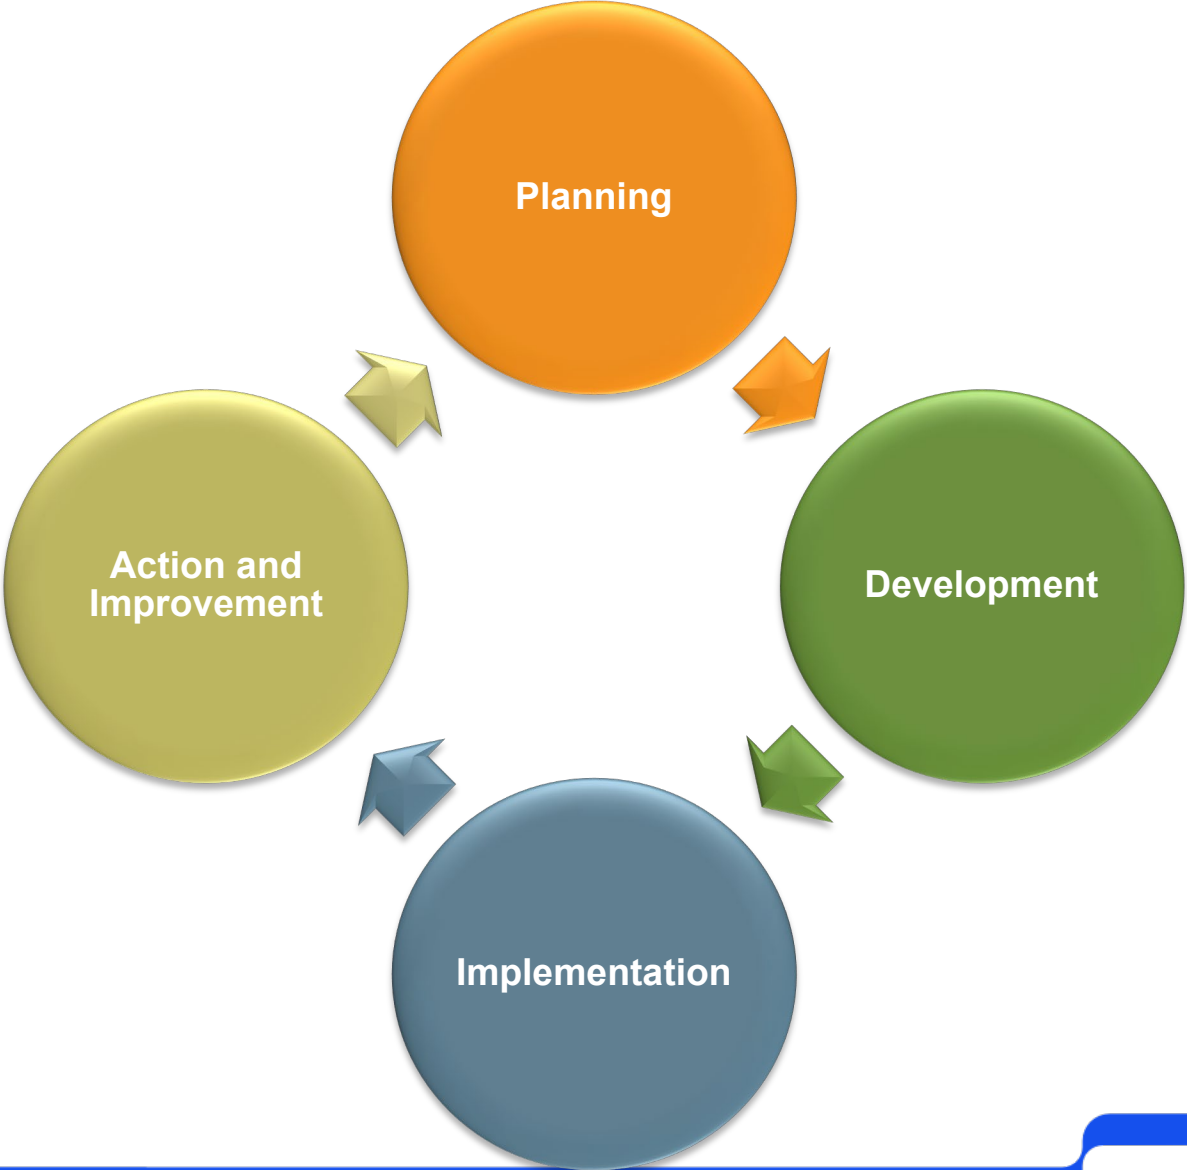 Planning
Development
Implementation
Action and
Improvement